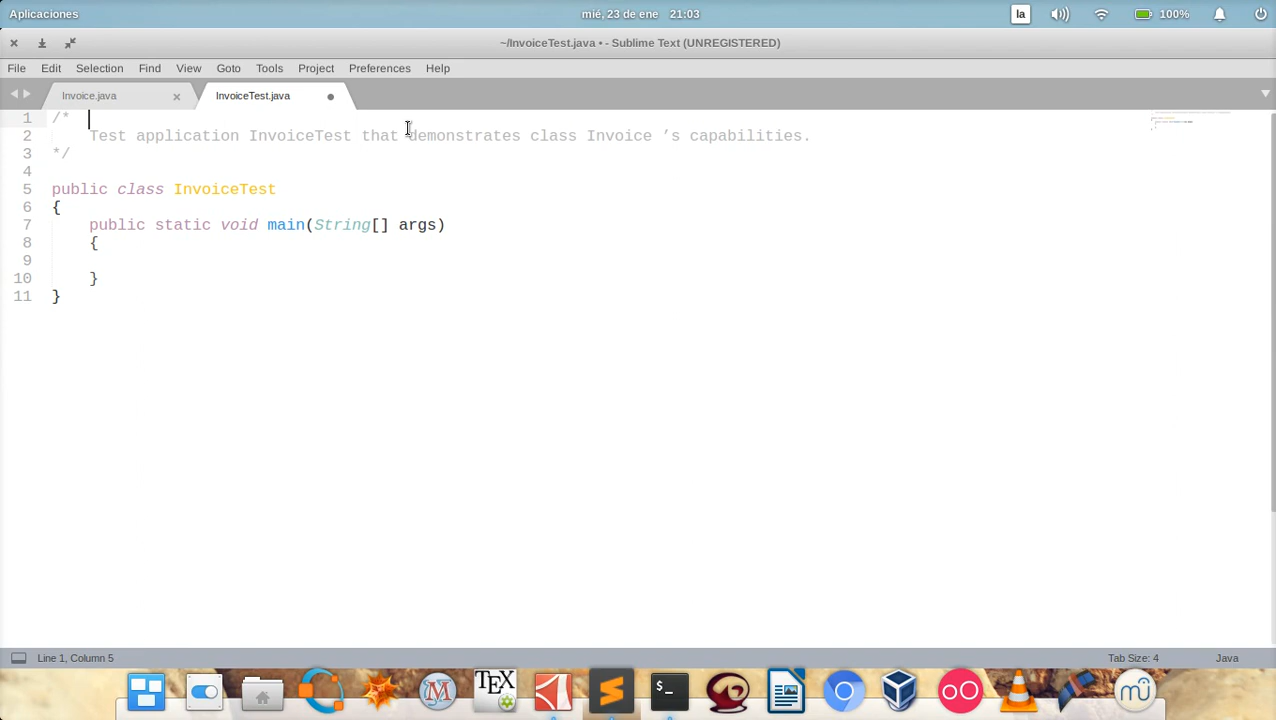 Aplicaciones mié, 23 de ene 21:03 la 100%
~/InvoiceTest.java • - Sublime Text (UNREGISTERED)
File Edit Selection Find View Goto Tools Project Preferences Help
Invoice.java InvoiceTest.java
1 /*
2 Test application InvoiceTest that demonstrates class Invoice ’s capabilities.
3 */
4
5 public class InvoiceTest
6 {
7 public static void main(String[] args)
8 {
9
10 }
11 }
Line 1, Column 5 Tab Size: 4 Java
TEX $_ M mu